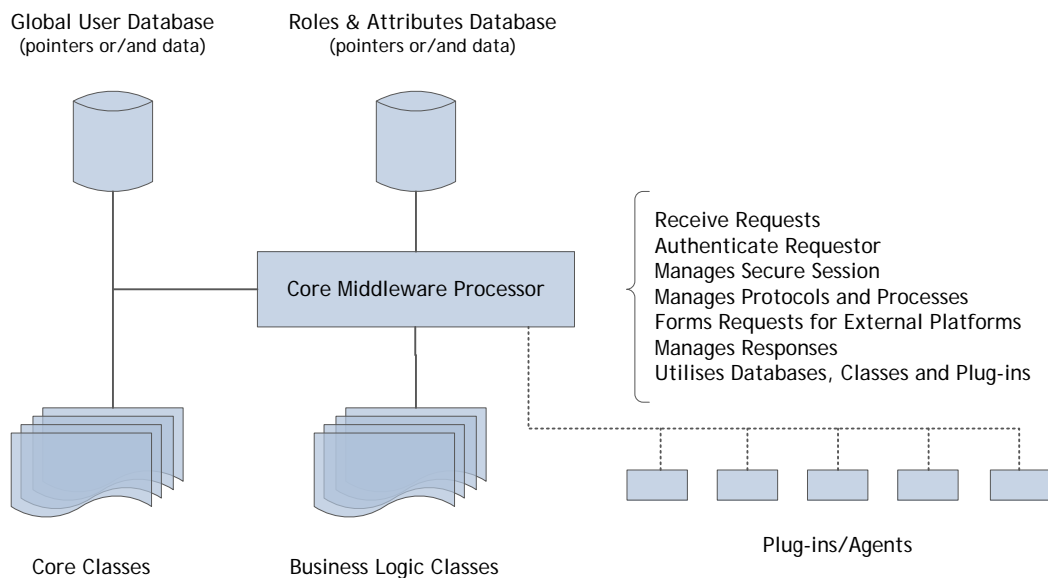 Global User Database
(pointers or/and data)
Roles & Attributes Database
(pointers or/and data)
Core Middleware Processor
Receive Requests
Authenticate Requestor
Manages Secure Session
Manages Protocols and Processes
Forms Requests for External Platforms
Manages Responses
Utilises Databases, Classes and Plug-ins
Core Classes
Business Logic Classes
Plug-ins/Agents